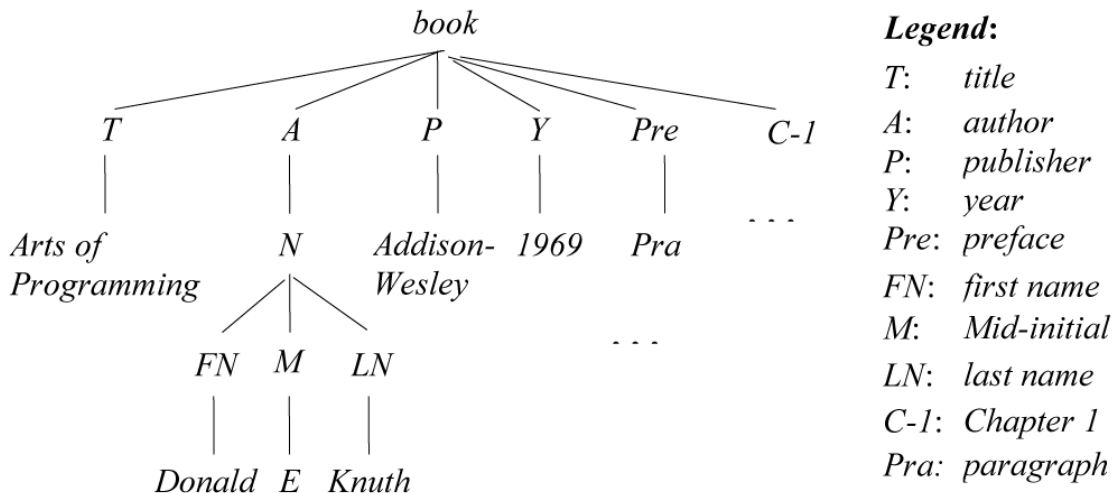 book
T A P Y Pre C-1
Arts of Programming
N
Addison-Wesley
1969
Pra
. . .
. . .
FN M LN
Donald E Knuth
Legend:
T: title
A: author
P: publisher
Y: year
Pre: preface
FN: first name
M: Mid-initial
LN: last name
C-1: Chapter 1
Pra: paragraph